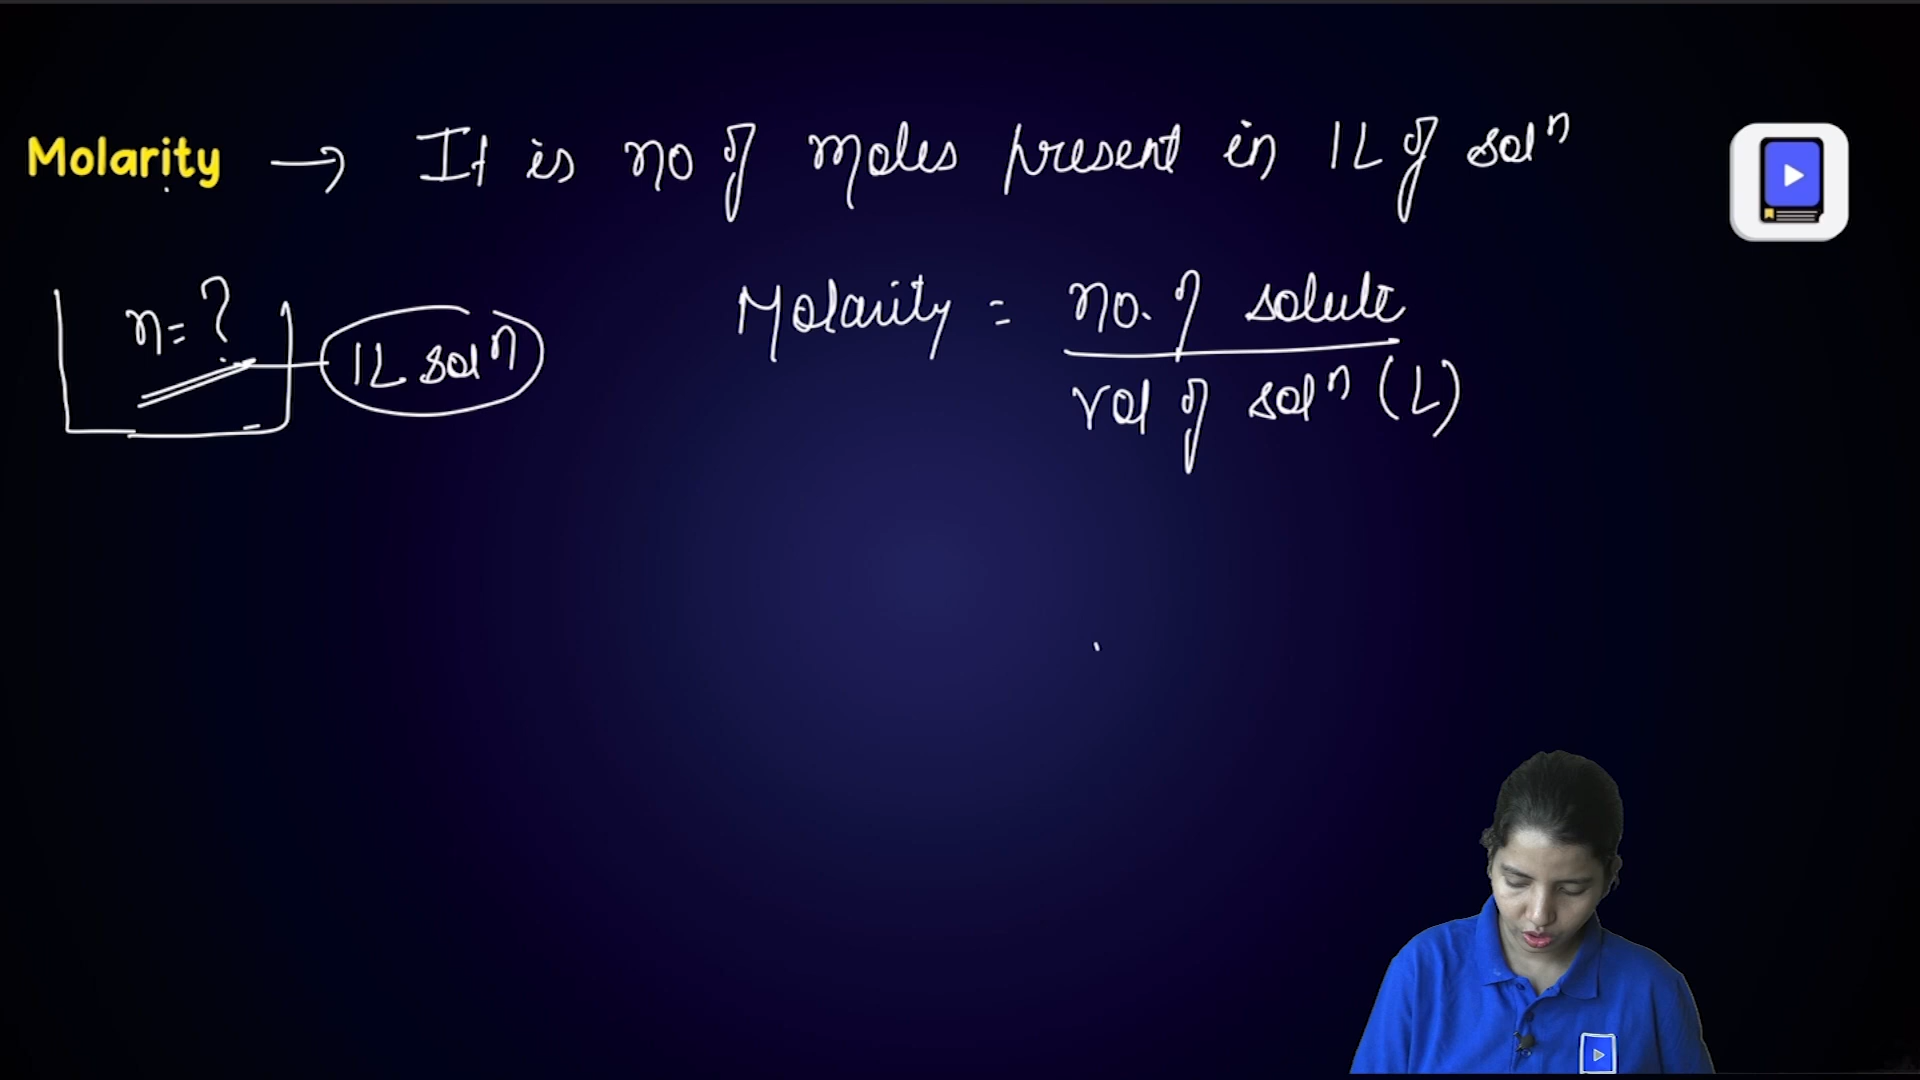 Molarity → It is no of moles present in 1L of solⁿ
n = ?
1L solⁿ
Molarity = no. of solute
vol of solⁿ (L)